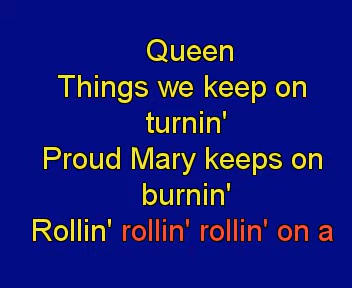 Queen
Things we keep on
turnin'
Proud Mary keeps on
burnin'
Rollin' rollin' rollin' on a